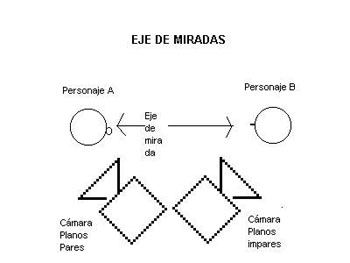 EJE DE MIRADAS
Personaje A
Personaje B
Eje
de
mira
da
Cámara
Planos
Pares
Cámara
Planos
impares